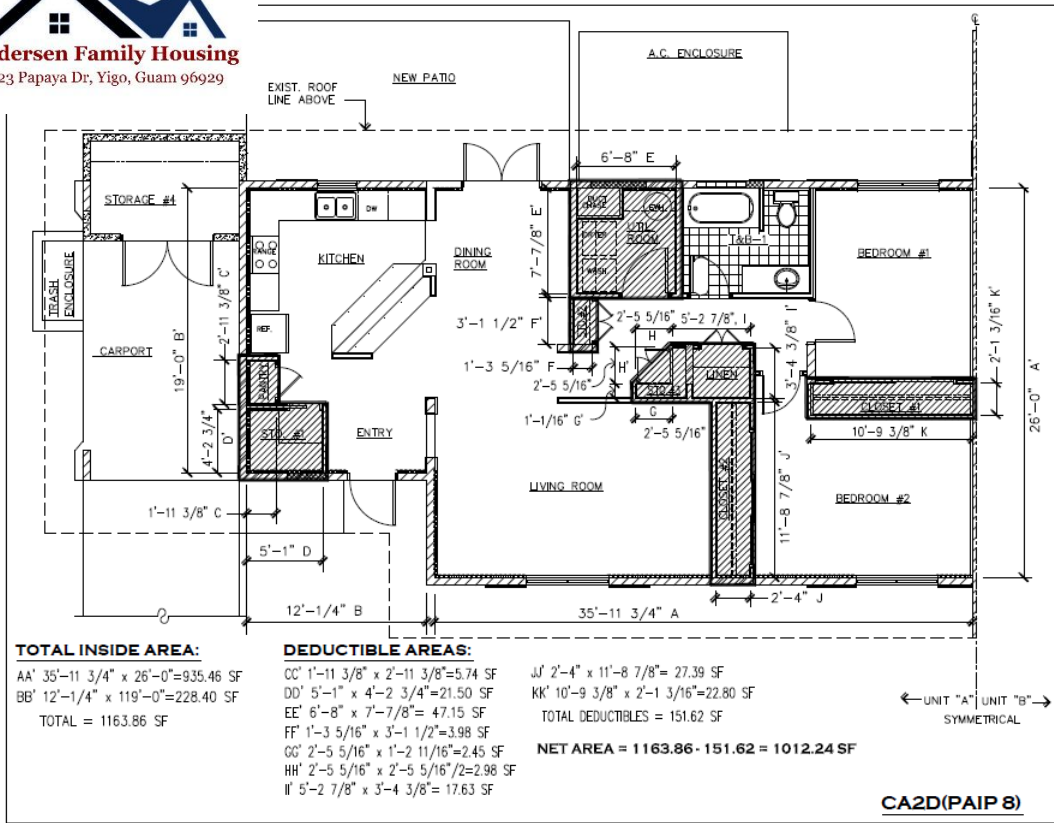 dersen Family Housing
23 Papaya Dr, Yigo, Guam 96929
NEW PATIO
A.C. ENCLOSURE
EXIST. ROOF
LINE ABOVE
℄
6'-8" E
STORAGE #4
DW
UTIL.
ROOM
T&B-1
BEDROOM #1
RANGE
KITCHEN
DINING
ROOM
7'-7/8" E'
DRYER
WASH.
TRASH
ENCLOSURE
2'-11 3/8" C'
19'-0" B'
REF.
3'-1 1/2" F'
STO#2
2'-5 5/16"
5'-2 7/8", I
H
3'-4 3/8" I'
2'-1 3/16" K'
CARPORT
1'-3 5/16" F
H'
LINEN
PANTRY
2'-5 5/16"
STO#3
CLOSET #1
26'-0" A'
1'-1/16" G'
G
2'-5 5/16"
10'-9 3/8" K
4'-2 3/4"
D'
STO. #1
ENTRY
LIVING ROOM
CLOSET #2
11'-8 7/8" J'
BEDROOM #2
1'-11 3/8" C
5'-1" D
2'-4" J
12'-1/4" B
35'-11 3/4" A
TOTAL INSIDE AREA:
AA' 35'-11 3/4" x 26'-0"=935.46 SF
BB' 12'-1/4" x 119'-0"=228.40 SF
TOTAL = 1163.86 SF
DEDUCTIBLE AREAS:
CC' 1'-11 3/8" x 2'-11 3/8"=5.74 SF
DD' 5'-1" x 4'-2 3/4"=21.50 SF
EE' 6'-8" x 7'-7/8"= 47.15 SF
FF' 1'-3 5/16" x 3'-1 1/2"=3.98 SF
GG' 2'-5 5/16" x 1'-2 11/16"=2.45 SF
HH' 2'-5 5/16" x 2'-5 5/16"/2=2.98 SF
II' 5'-2 7/8" x 3'-4 3/8"= 17.63 SF
JJ' 2'-4" x 11'-8 7/8"= 27.39 SF
KK' 10'-9 3/8" x 2'-1 3/16"=22.80 SF
TOTAL DEDUCTIBLES = 151.62 SF
NET AREA = 1163.86 - 151.62 = 1012.24 SF
UNIT "A" UNIT "B"
SYMMETRICAL
CA2D(PAIP 8)